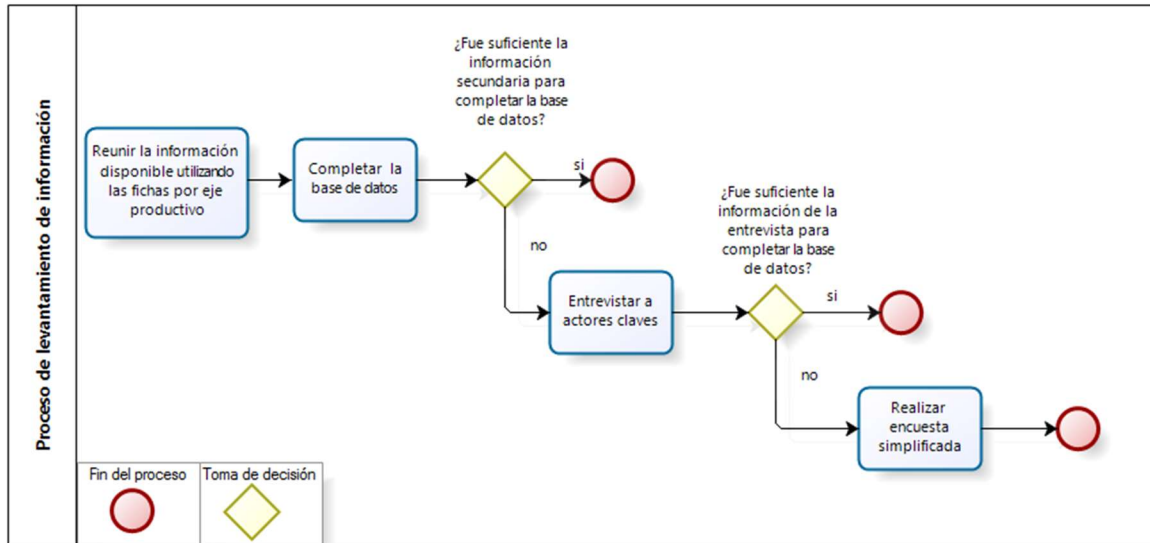 Proceso de levantamiento de información
Reunir la información
disponible utilizando
las fichas por eje
productivo
Completar la
base de datos
¿Fue suficiente la
información
secundaria para
completar la base
de datos?
si
no
Entrevistar a
actores claves
¿Fue suficiente la
información de la
entrevista para
completar la base
de datos?
si
no
Realizar
encuesta
simplificada
Fin del proceso
Toma de decisión